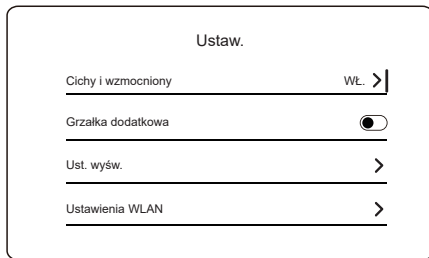 Ustaw.
Cichy i wzmocniony WŁ.
Grzałka dodatkowa
Ust. wyśw.
Ustawienia WLAN